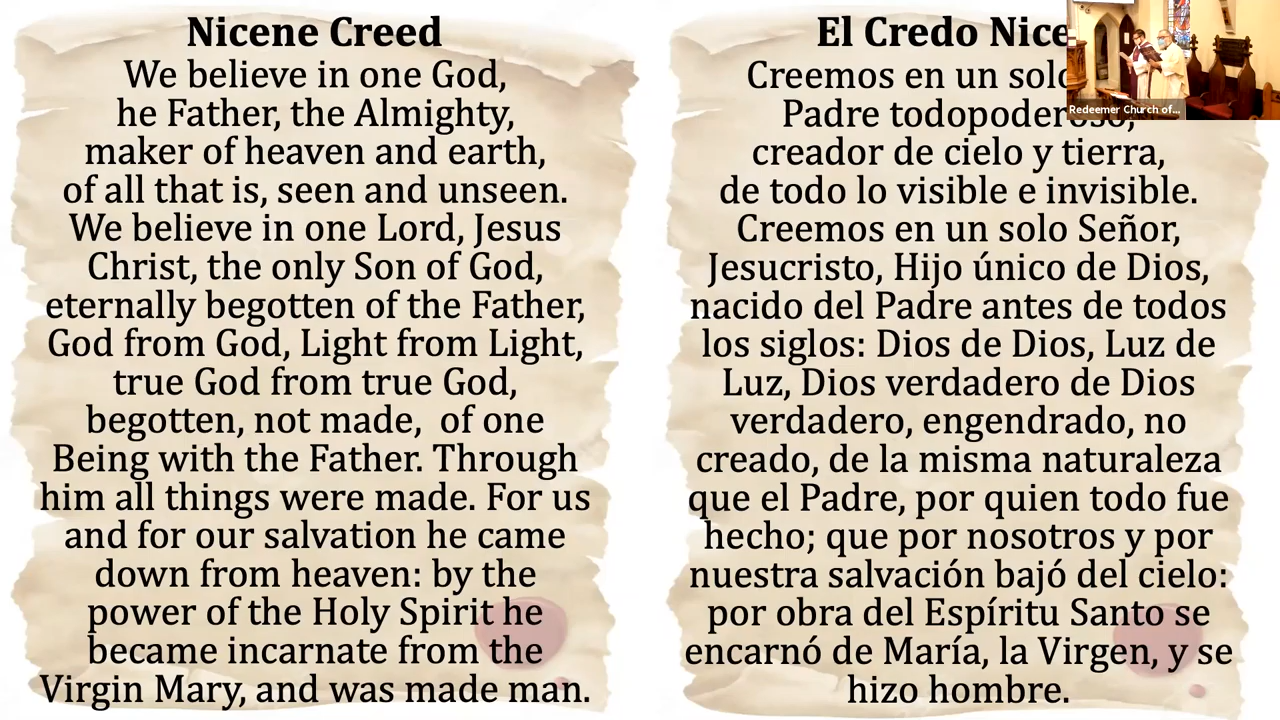 Nicene Creed
We believe in one God,
he Father, the Almighty,
maker of heaven and earth,
of all that is, seen and unseen.
We believe in one Lord, Jesus
Christ, the only Son of God,
eternally begotten of the Father,
God from God, Light from Light,
true God from true God,
begotten, not made,  of one
Being with the Father. Through
him all things were made. For us
and for our salvation he came
down from heaven: by the
power of the Holy Spirit he
became incarnate from the
Virgin Mary, and was made man.
El Credo Nice
Creemos en un solo
Padre todopoderoso,
creador de cielo y tierra,
de todo lo visible e invisible.
Creemos en un solo Señor,
Jesucristo, Hijo único de Dios,
nacido del Padre antes de todos
los siglos: Dios de Dios, Luz de
Luz, Dios verdadero de Dios
verdadero, engendrado, no
creado, de la misma naturaleza
que el Padre, por quien todo fue
hecho; que por nosotros y por
nuestra salvación bajó del cielo:
por obra del Espíritu Santo se
encarnó de María, la Virgen, y se
hizo hombre.
Redeemer Church of...